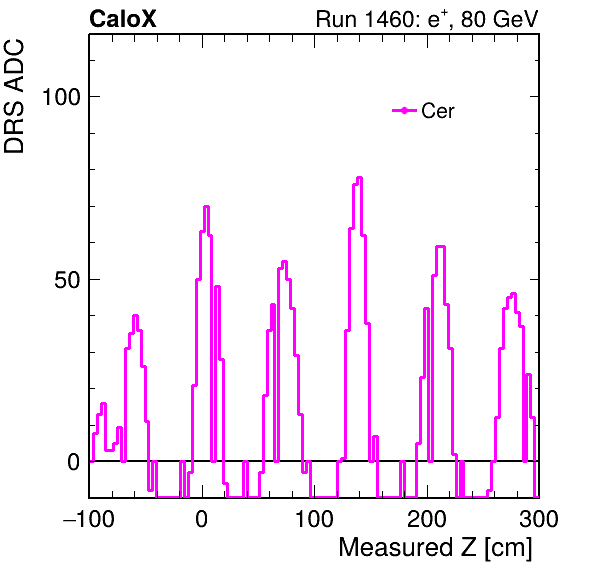 CaloX Run 1460: e⁺, 80 GeV
DRS ADC
Cer
100
50
0
−100 0 100 200 300
Measured Z [cm]